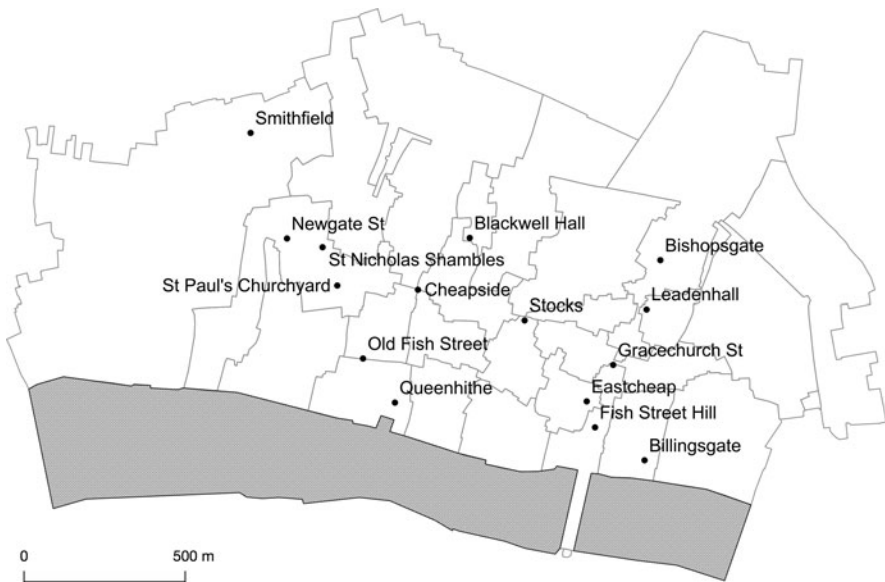 Smithfield
Newgate St
Blackwell Hall
St Nicholas Shambles
Bishopsgate
St Paul's Churchyard
Cheapside
Leadenhall
Stocks
Old Fish Street
Gracechurch St
Queenhithe
Eastcheap
Fish Street Hill
Billingsgate
0 500 m